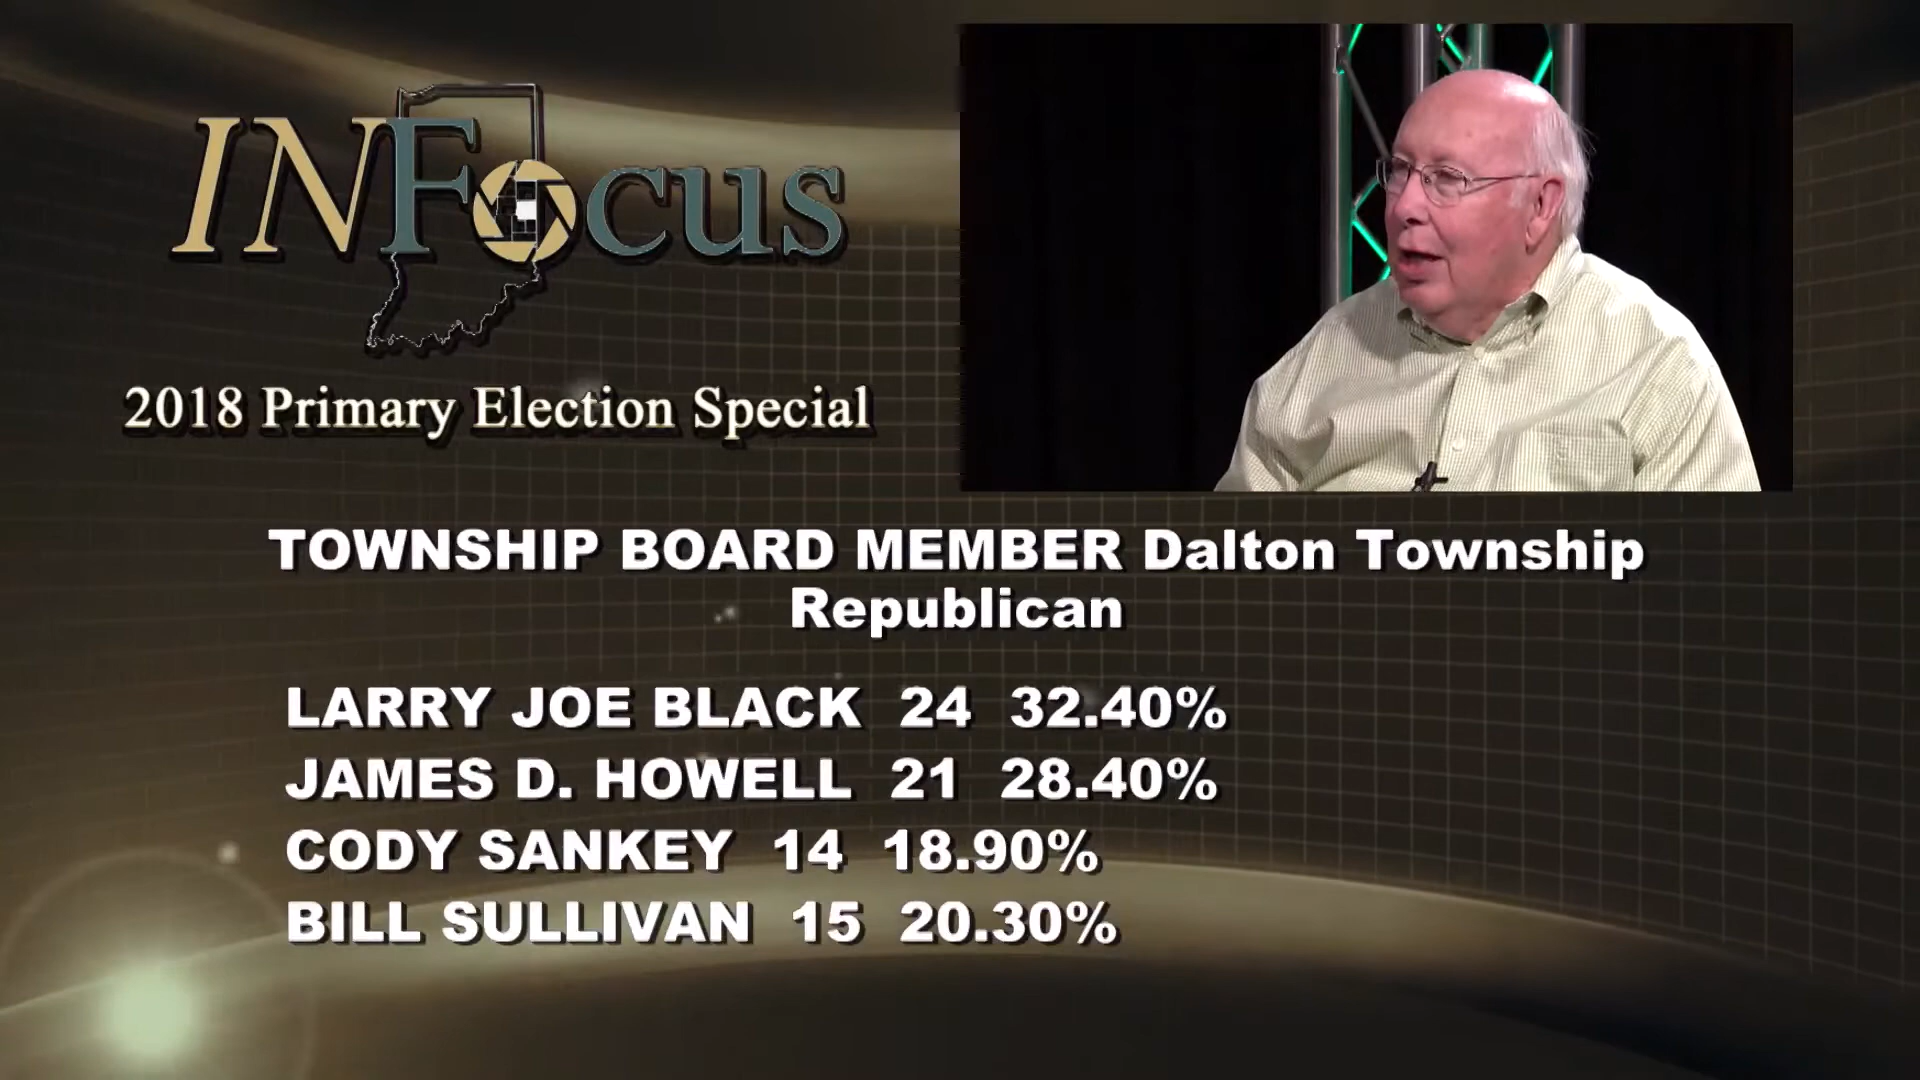 INFocus
2018 Primary Election Special
TOWNSHIP BOARD MEMBER Dalton Township
Republican
LARRY JOE BLACK 24 32.40%
JAMES D. HOWELL 21 28.40%
CODY SANKEY 14 18.90%
BILL SULLIVAN 15 20.30%